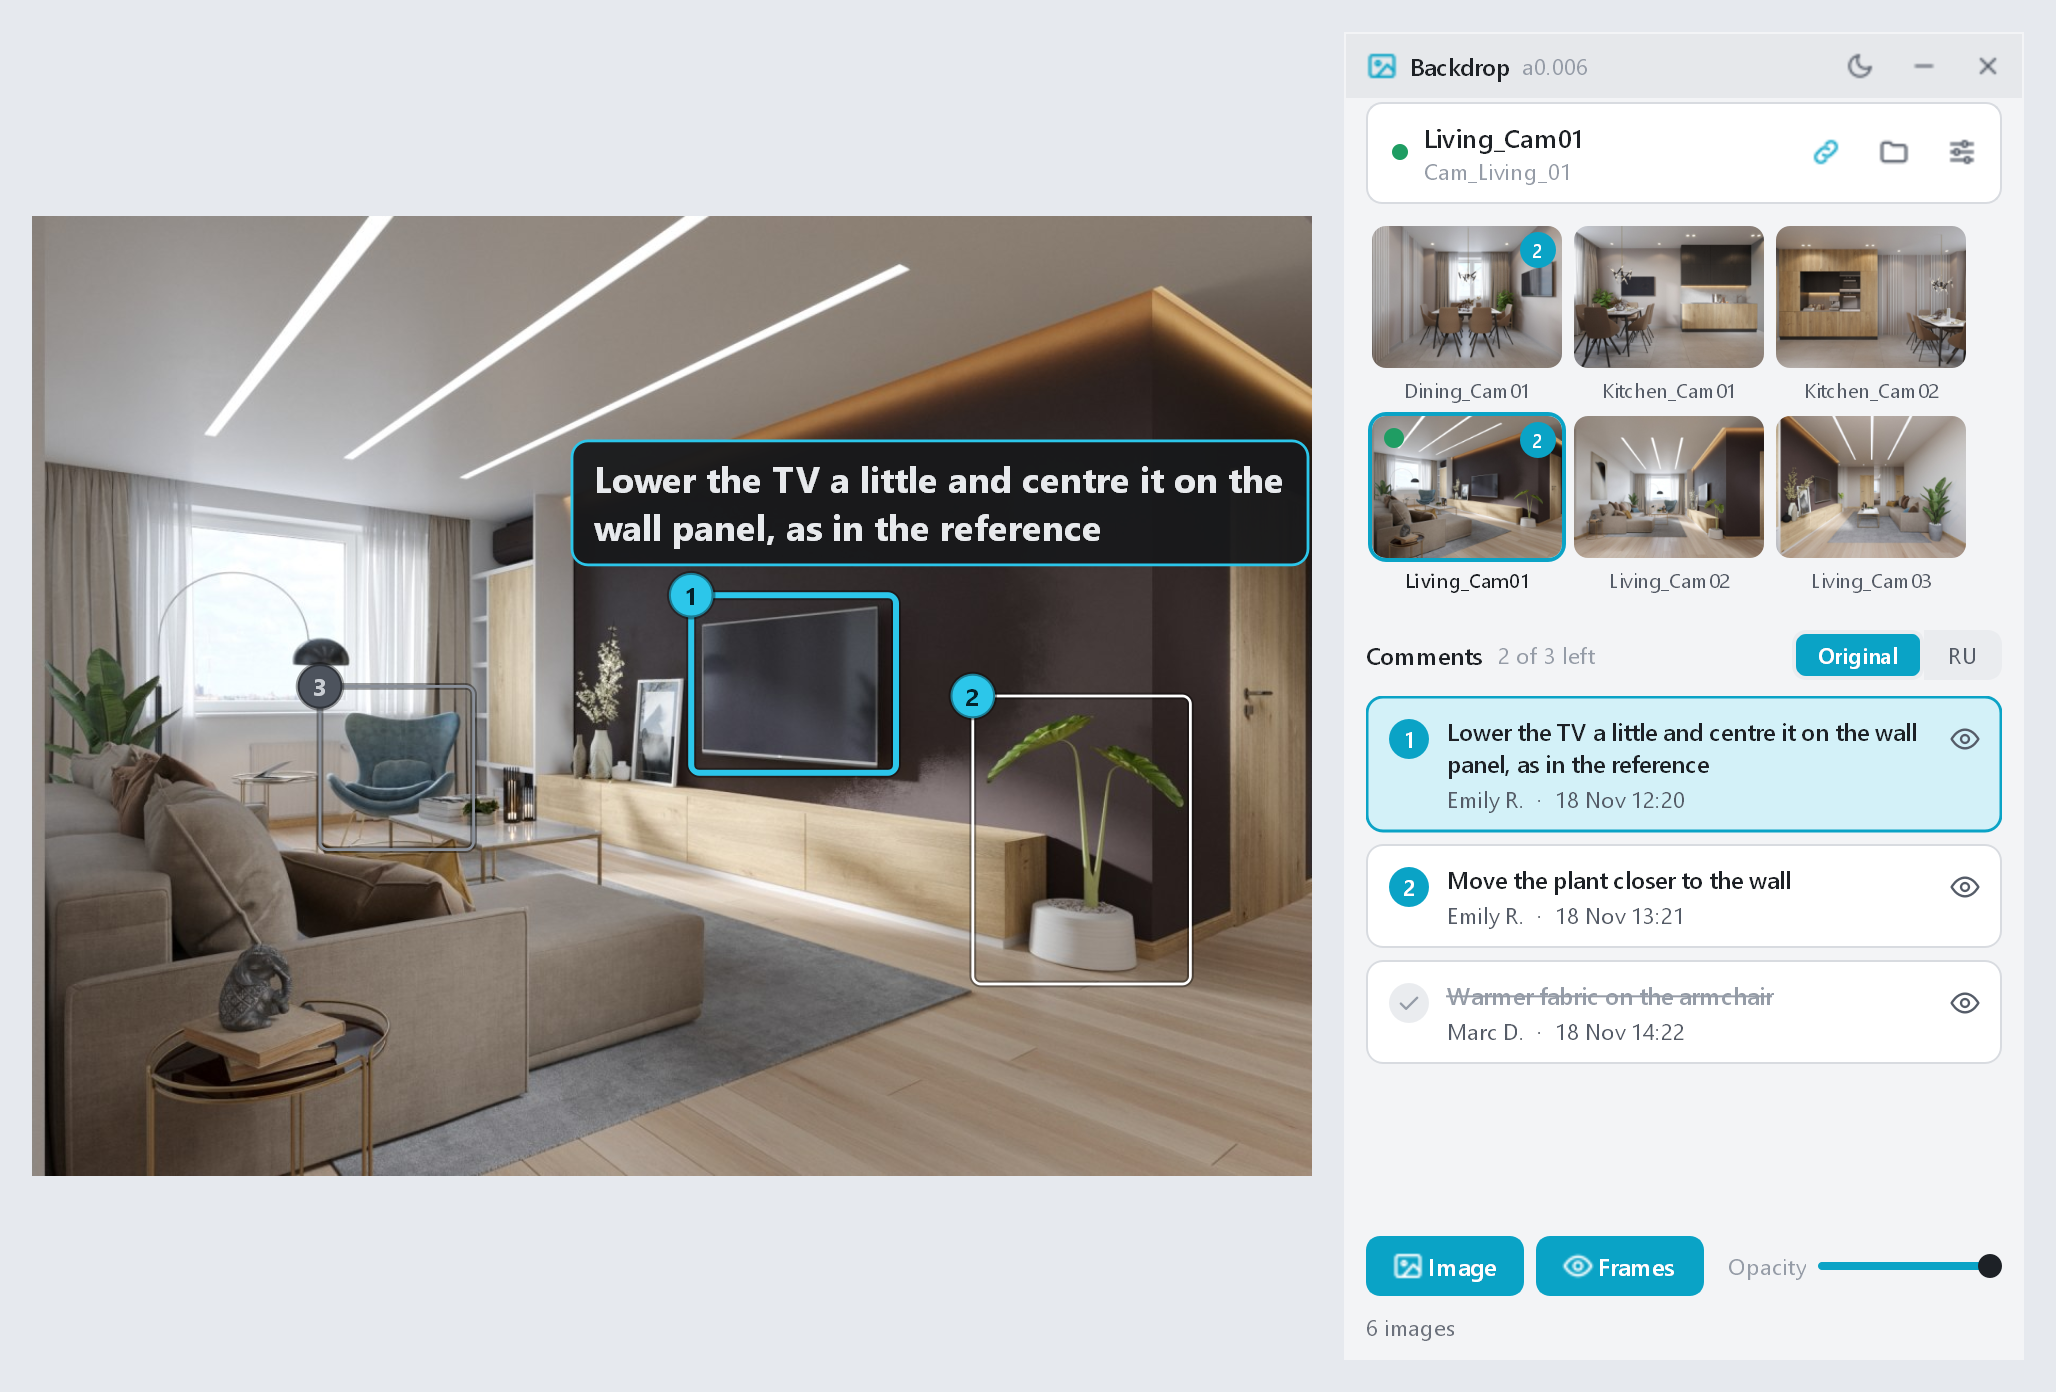 Backdrop a0.006
Living_Cam01
Cam_Living_01
2
Dining_Cam01
Kitchen_Cam01
Kitchen_Cam02
2
Living_Cam01
Living_Cam02
Living_Cam03
Lower the TV a little and centre it on the
wall panel, as in the reference
1
2
3
Comments 2 of 3 left
Original RU
1 Lower the TV a little and centre it on the wall
panel, as in the reference
Emily R. · 18 Nov 12:20
2 Move the plant closer to the wall
Emily R. · 18 Nov 13:21
Warmer fabric on the armchair
Marc D. · 18 Nov 14:22
Image Frames Opacity
6 images